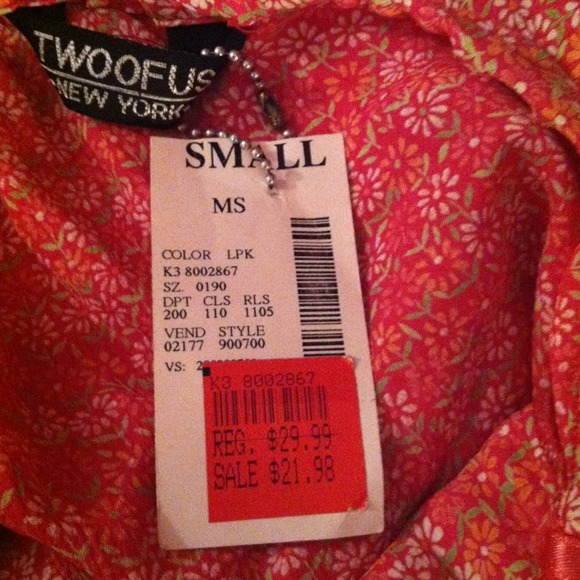 TWOOFUS
NEW YORK
SMALL
MS
COLOR LPK
K3 8002867
SZ. 0190
DPT CLS RLS
200 110 1105
VEND STYLE
02177 900700
VS:
K3 8002867
REG. $29.99
SALE $21.98